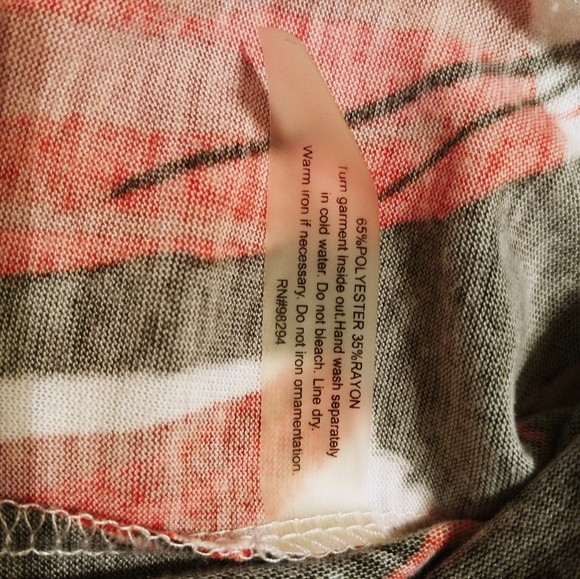 65%POLYESTER 35%RAYON
Turn garment inside out.Hand wash separately
in cold water. Do not bleach. Line dry.
Warm iron if necessary. Do not iron ornamentation.
RN#98294